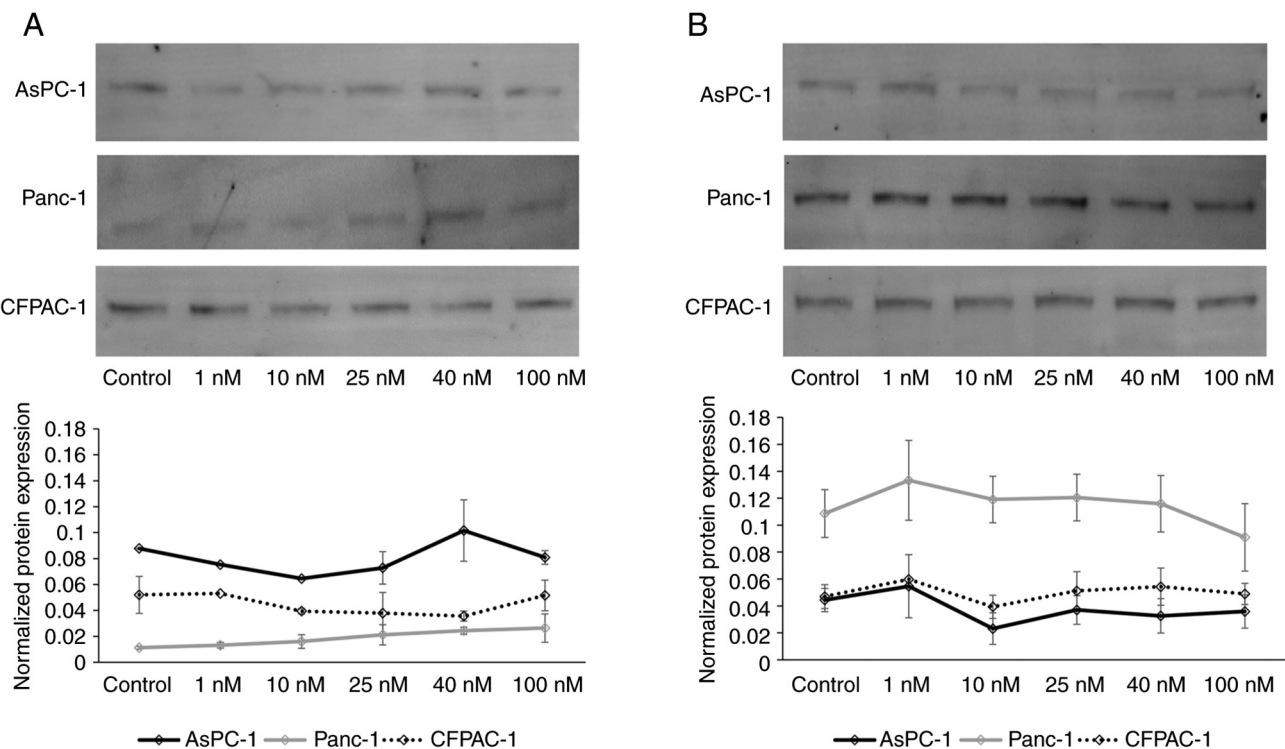 A
AsPC-1
Panc-1
CFPAC-1
Control 1 nM 10 nM 25 nM 40 nM 100 nM
Normalized protein expression
0.18
0.16
0.14
0.12
0.1
0.08
0.06
0.04
0.02
0
Control 1 nM 10 nM 25 nM 40 nM 100 nM
AsPC-1 Panc-1 CFPAC-1
B
AsPC-1
Panc-1
CFPAC-1
Control 1 nM 10 nM 25 nM 40 nM 100 nM
Normalized protein expression
0.18
0.16
0.14
0.12
0.1
0.08
0.06
0.04
0.02
0
Control 1 nM 10 nM 25 nM 40 nM 100 nM
AsPC-1 Panc-1 CFPAC-1